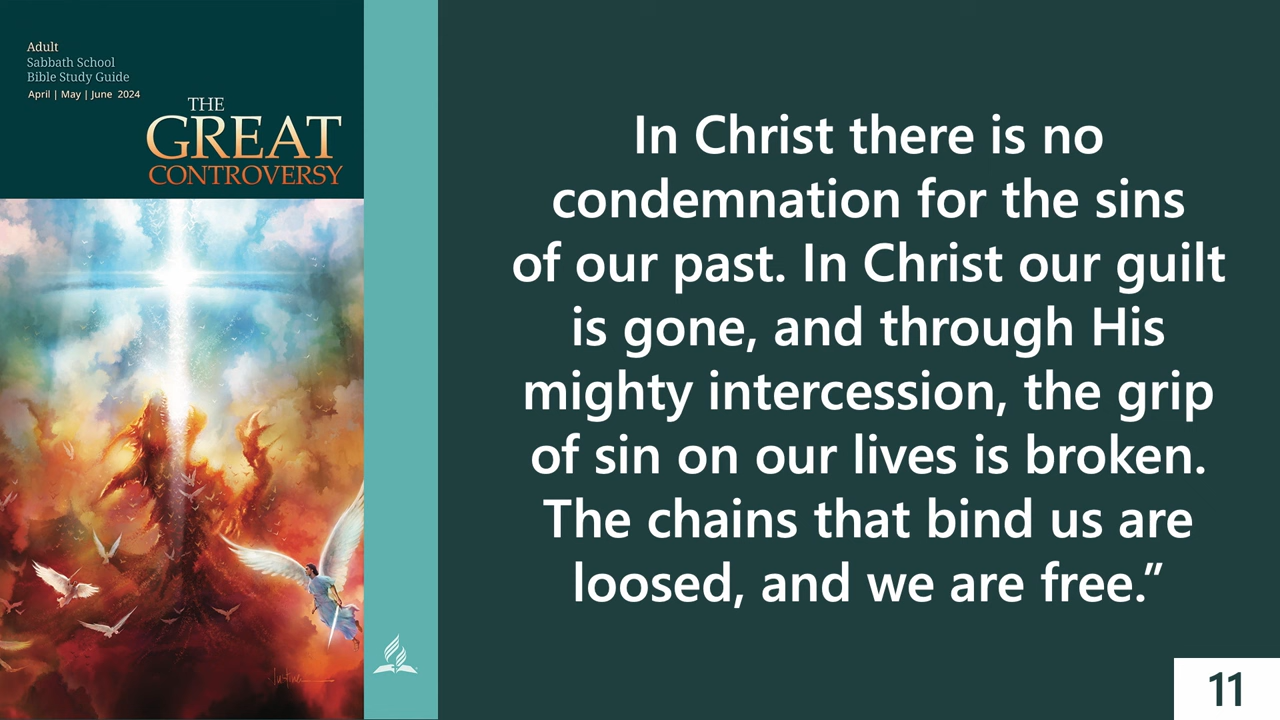 Adult
Sabbath School
Bible Study Guide
April | May | June 2024
THE
GREAT
CONTROVERSY
In Christ there is no
condemnation for the sins
of our past. In Christ our guilt
is gone, and through His
mighty intercession, the grip
of sin on our lives is broken.
The chains that bind us are
loosed, and we are free.”
11